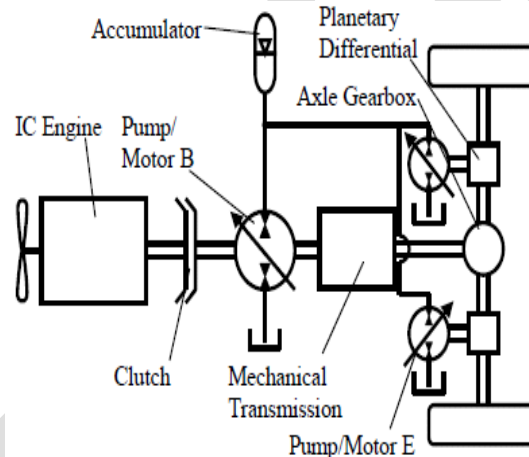 Accumulator
Planetary
Differential
Axle Gearbox
IC Engine
Pump/
Motor B
Clutch
Mechanical
Transmission
Pump/Motor E